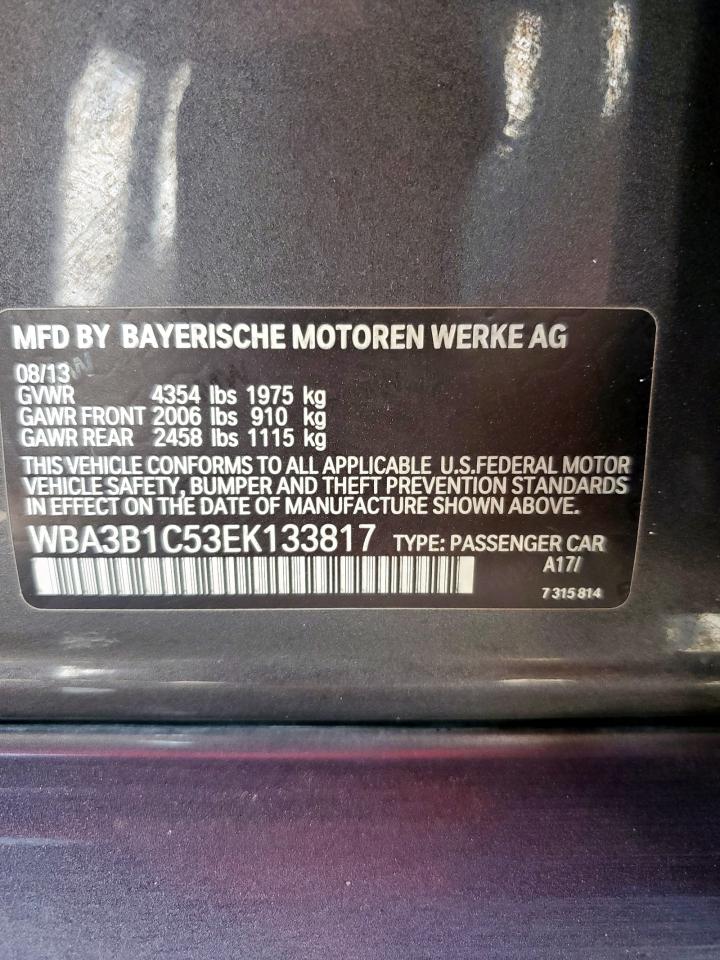 MFD BY BAYERISCHE MOTOREN WERKE AG
08/13
GVWR 4354 lbs 1975 kg
GAWR FRONT 2006 lbs 910 kg
GAWR REAR 2458 lbs 1115 kg
THIS VEHICLE CONFORMS TO ALL APPLICABLE U.S.FEDERAL MOTOR
VEHICLE SAFETY, BUMPER AND THEFT PREVENTION STANDARDS
IN EFFECT ON THE DATE OF MANUFACTURE SHOWN ABOVE.
WBA3B1C53EK133817 TYPE: PASSENGER CAR
A17/
7 315 814